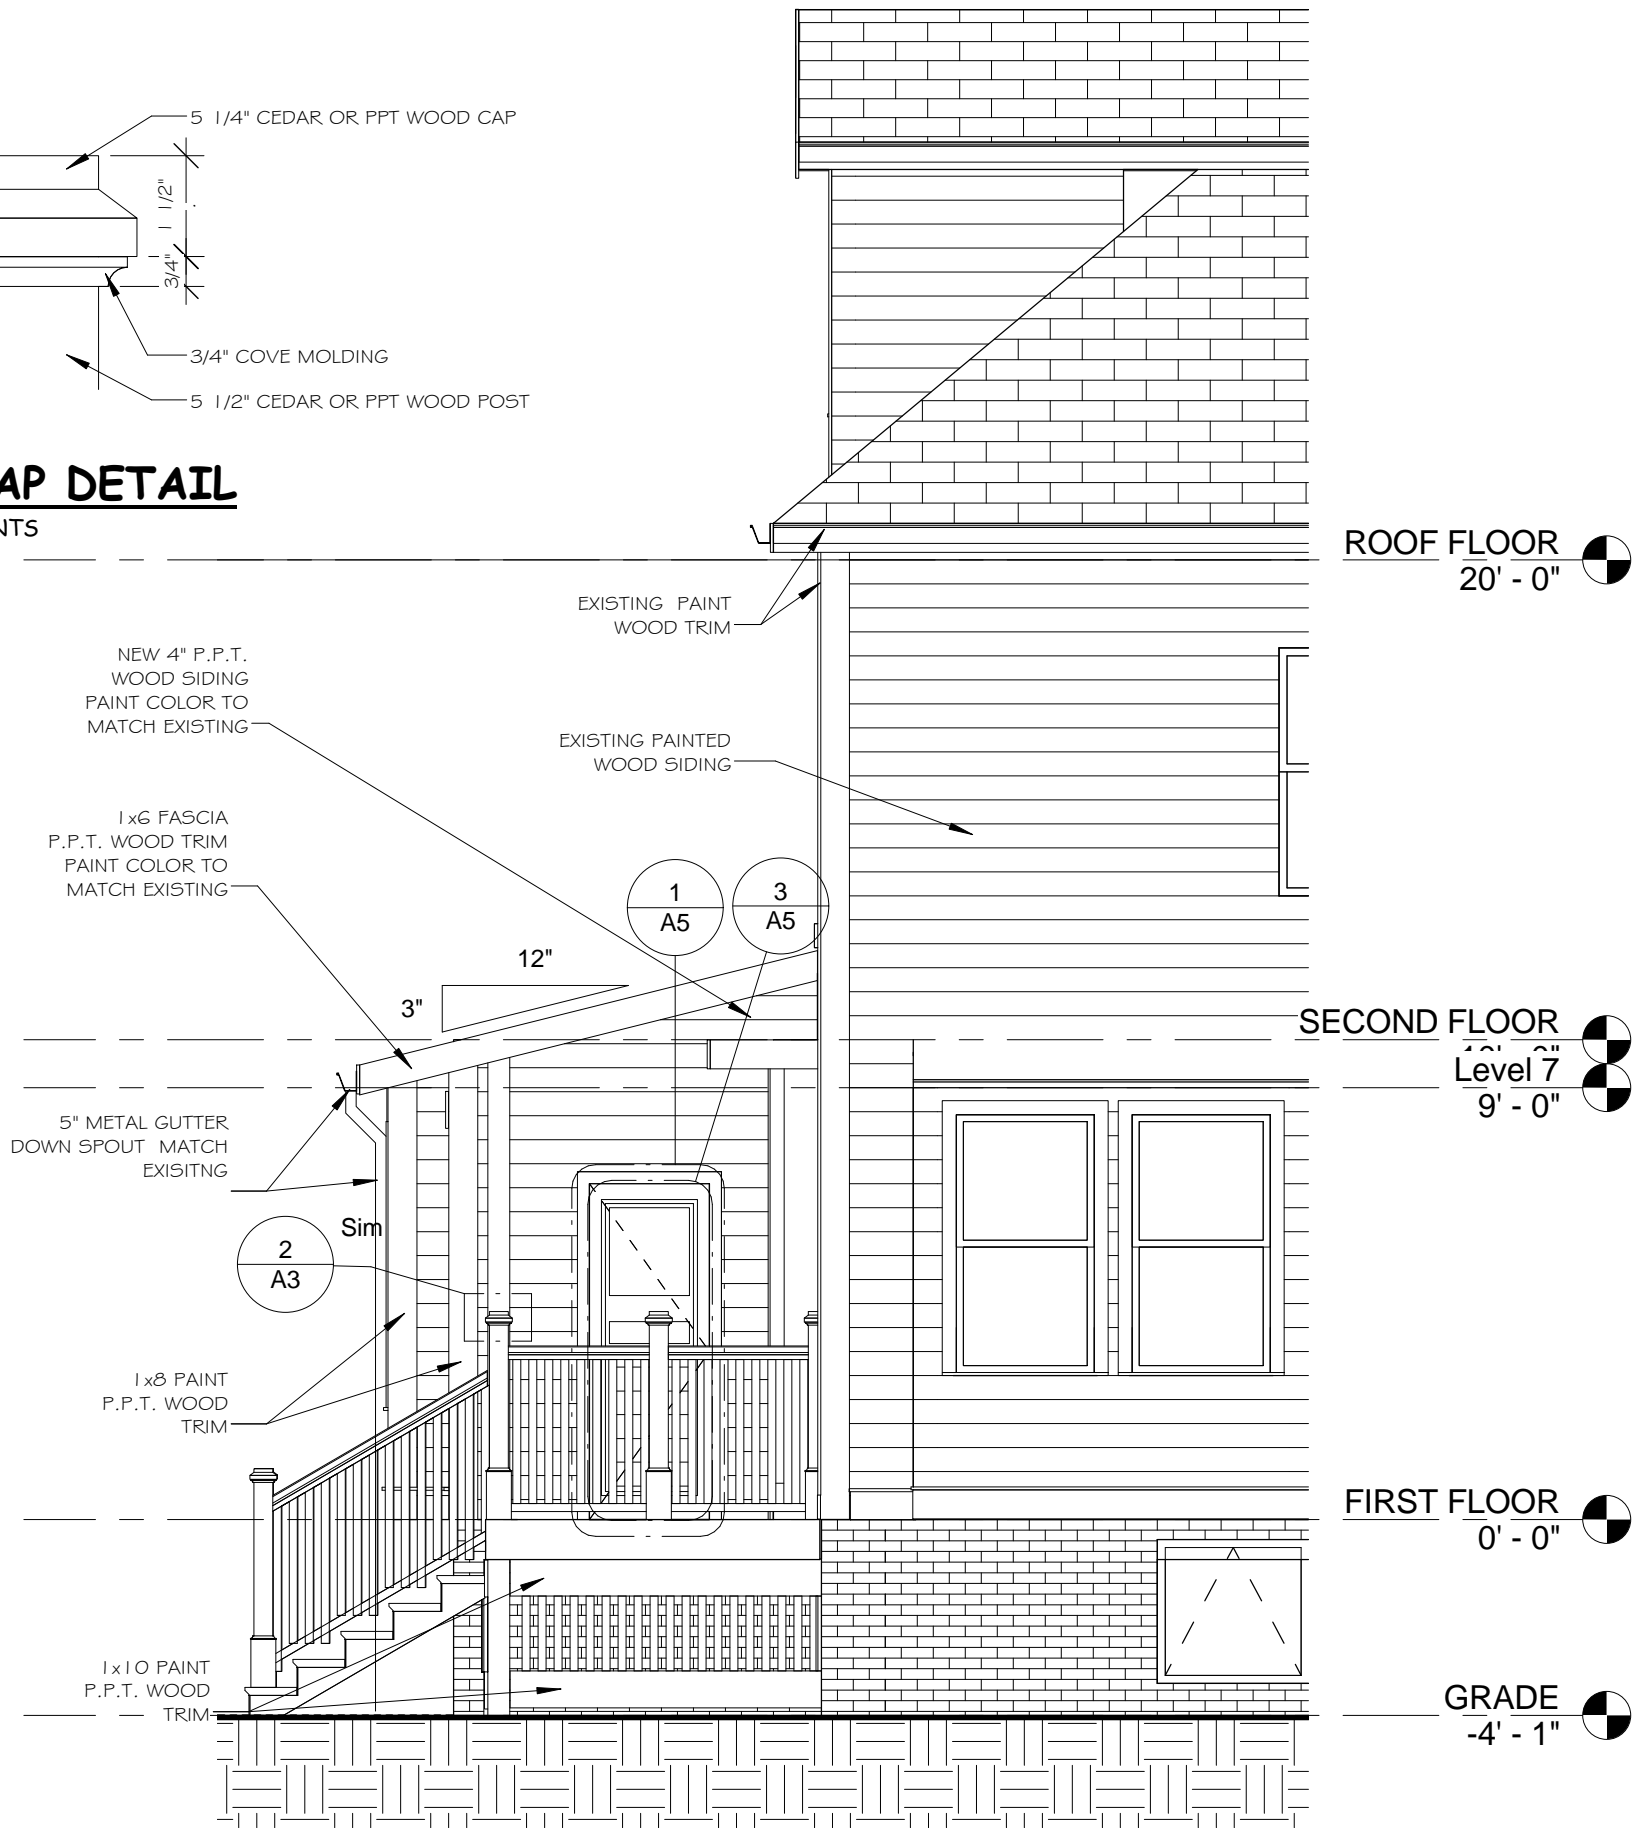 5 1/4" CEDAR OR PPT WOOD CAP
1 1/2"
3/4"
3/4" COVE MOLDING
5 1/2" CEDAR OR PPT WOOD POST
AP DETAIL
NTS
ROOF FLOOR
20' - 0"
EXISTING PAINT
WOOD TRIM
NEW 4" P.P.T.
WOOD SIDING
PAINT COLOR TO
MATCH EXISTING
EXISTING PAINTED
WOOD SIDING
1x6 FASCIA
P.P.T. WOOD TRIM
PAINT COLOR TO
MATCH EXISTING
1
A5
3
A5
12"
3"
SECOND FLOOR
Level 7
9' - 0"
5" METAL GUTTER
DOWN SPOUT MATCH
EXISITNG
Sim
2
A3
1x8 PAINT
P.P.T. WOOD
TRIM
FIRST FLOOR
0' - 0"
1x10 PAINT
P.P.T. WOOD
TRIM
GRADE
-4' - 1"